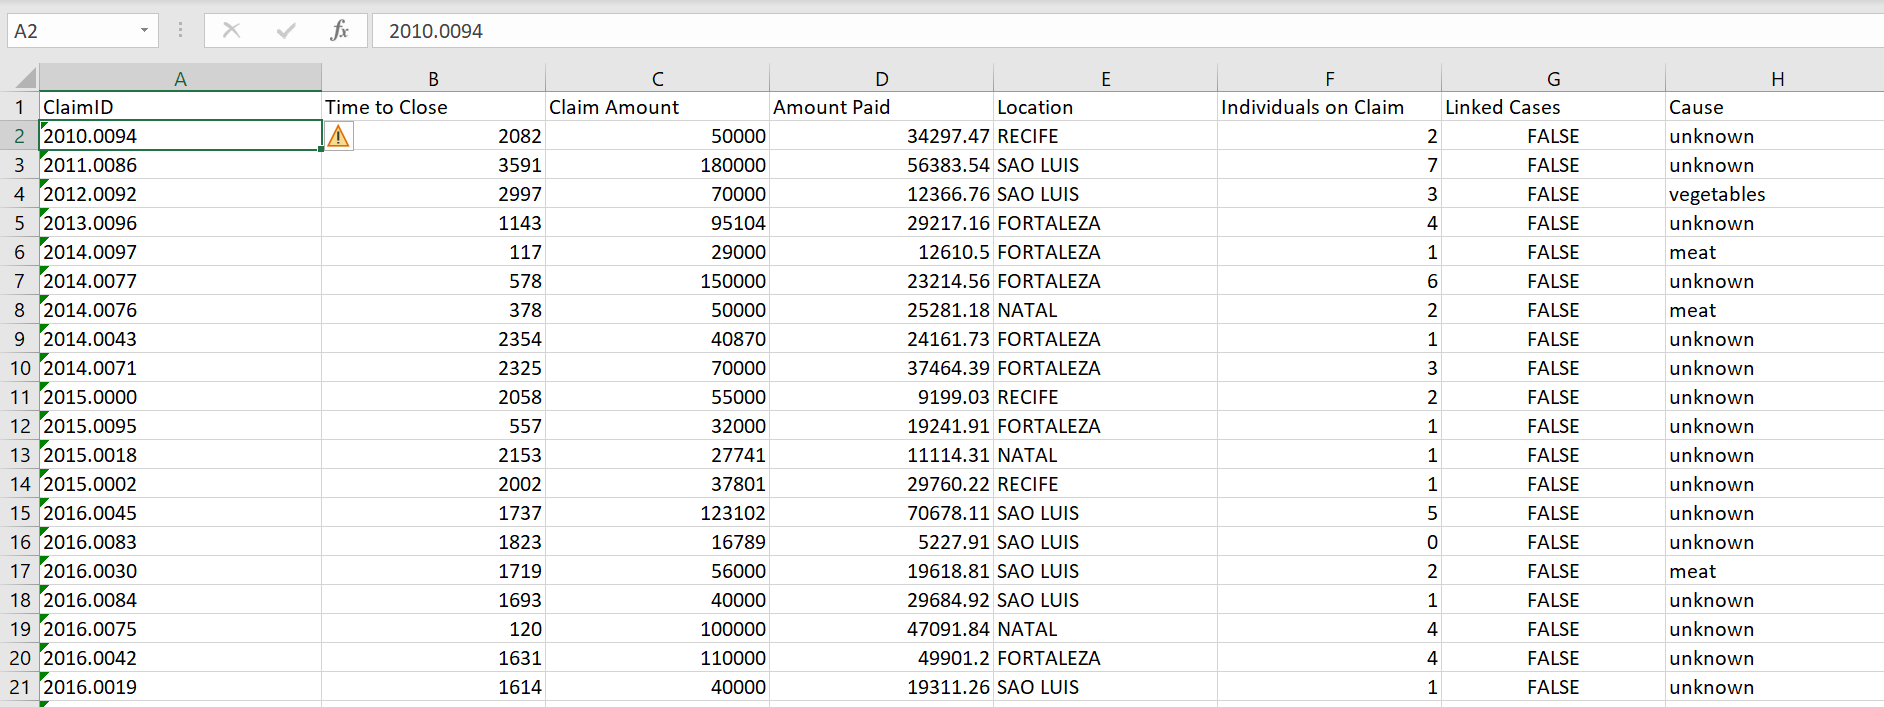 A2 fx 2010.0094
A B C D E F G H
1 ClaimID Time to Close Claim Amount Amount Paid Location Individuals on Claim Linked Cases Cause
2 2010.0094 2082 50000 34297.47 RECIFE 2 FALSE unknown
3 2011.0086 3591 180000 56383.54 SAO LUIS 7 FALSE unknown
4 2012.0092 2997 70000 12366.76 SAO LUIS 3 FALSE vegetables
5 2013.0096 1143 95104 29217.16 FORTALEZA 4 FALSE unknown
6 2014.0097 117 29000 12610.5 FORTALEZA 1 FALSE meat
7 2014.0077 578 150000 23214.56 FORTALEZA 6 FALSE unknown
8 2014.0076 378 50000 25281.18 NATAL 2 FALSE meat
9 2014.0043 2354 40870 24161.73 FORTALEZA 1 FALSE unknown
10 2014.0071 2325 70000 37464.39 FORTALEZA 3 FALSE unknown
11 2015.0000 2058 55000 9199.03 RECIFE 2 FALSE unknown
12 2015.0095 557 32000 19241.91 FORTALEZA 1 FALSE unknown
13 2015.0018 2153 27741 11114.31 NATAL 1 FALSE unknown
14 2015.0002 2002 37801 29760.22 RECIFE 1 FALSE unknown
15 2016.0045 1737 123102 70678.11 SAO LUIS 5 FALSE unknown
16 2016.0083 1823 16789 5227.91 SAO LUIS 0 FALSE unknown
17 2016.0030 1719 56000 19618.81 SAO LUIS 2 FALSE meat
18 2016.0084 1693 40000 29684.92 SAO LUIS 1 FALSE unknown
19 2016.0075 120 100000 47091.84 NATAL 4 FALSE unknown
20 2016.0042 1631 110000 49901.2 FORTALEZA 4 FALSE unknown
21 2016.0019 1614 40000 19311.26 SAO LUIS 1 FALSE unknown